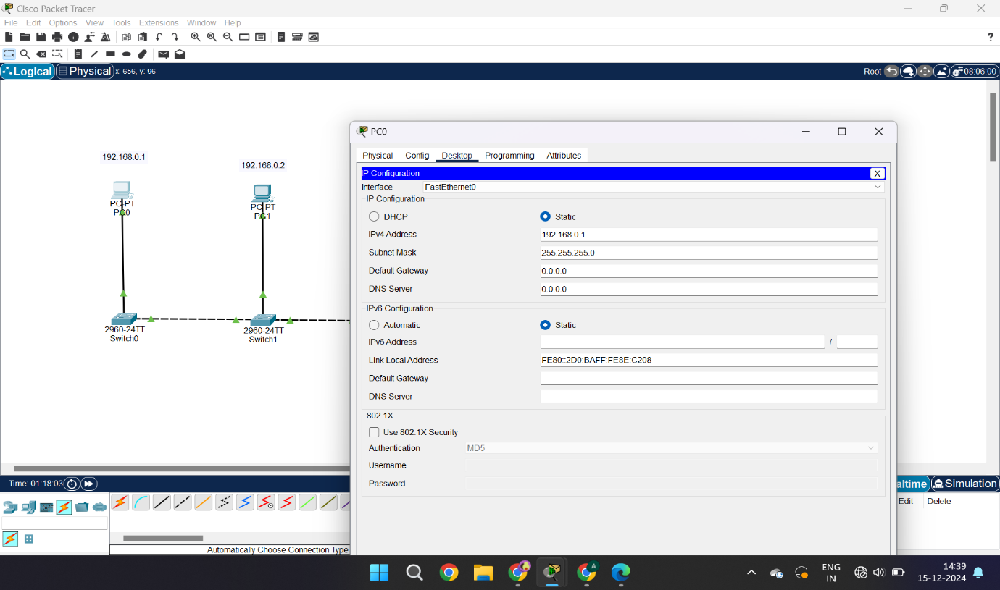 Cisco Packet Tracer
File Edit Options View Tools Extensions Window Help
?
Logical Physical x: 656, y: 96
Root 08:06:00
192.168.0.1
PC-PT
PC0
192.168.0.2
PC-PT
PC1
2960-24TT
Switch0
2960-24TT
Switch1
PC0
Physical Config Desktop Programming Attributes
IP Configuration X
Interface FastEthernet0
IP Configuration
DHCP Static
IPv4 Address 192.168.0.1
Subnet Mask 255.255.255.0
Default Gateway 0.0.0.0
DNS Server 0.0.0.0
IPv6 Configuration
Automatic Static
IPv6 Address /
Link Local Address FE80::2D0:BAFF:FE8E:C208
Default Gateway
DNS Server
802.1X
Use 802.1X Security
Authentication MD5
Username
Password
Time: 01:18:03
altime Simulation
Edit Delete
Automatically Choose Connection Type
A
ENG
IN
14:39
15-12-2024